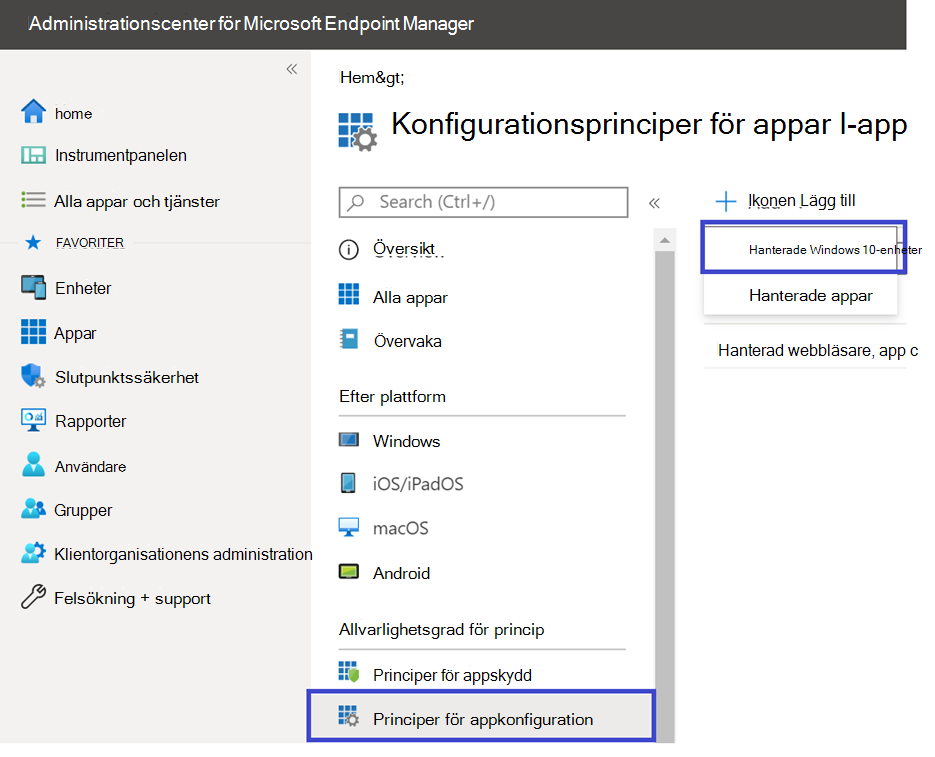 Administrationscenter för Microsoft Endpoint Manager
Hem&gt;
Konfigurationsprinciper för appar I-app
home
Instrumentpanelen
Alla appar och tjänster
FAVORITER
Enheter
Appar
Slutpunktssäkerhet
Rapporter
Användare
Grupper
Klientorganisationens administration
Felsökning + support
Search (Ctrl+/)
Översikt
Alla appar
Övervaka
Efter plattform
Windows
iOS/iPadOS
macOS
Android
Allvarlighetsgrad för princip
Principer för appskydd
Principer för appkonfiguration
Ikonen Lägg till
Hanterade Windows 10-enheter
Hanterade appar
Hanterad webbläsare, app c